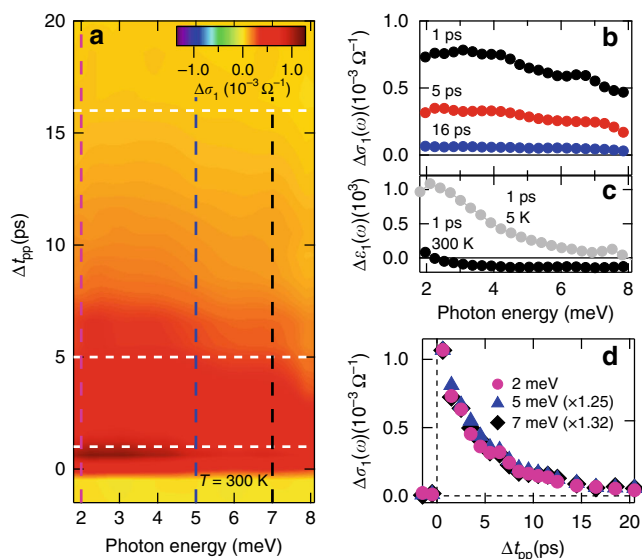 20
15
10
5
0
Δt_pp(ps)
a
−1.0 0.0 1.0
Δσ₁ (10⁻³ Ω⁻¹)
T = 300 K
2 3 4 5 6 7 8
Photon energy (meV)
b
1.0
0.5
0.0
Δσ₁(ω)(10⁻³ Ω⁻¹)
1 ps
5 ps
16 ps
c
1.0
0.5
0.0
Δε₁(ω)(10³)
1 ps
5 K
1 ps
300 K
2 4 6 8
Photon energy (meV)
d
1.0
0.5
0.0
Δσ₁(ω)(10⁻³ Ω⁻¹)
2 meV
5 meV (×1.25)
7 meV (×1.32)
0 5 10 15 20
Δt_pp(ps)